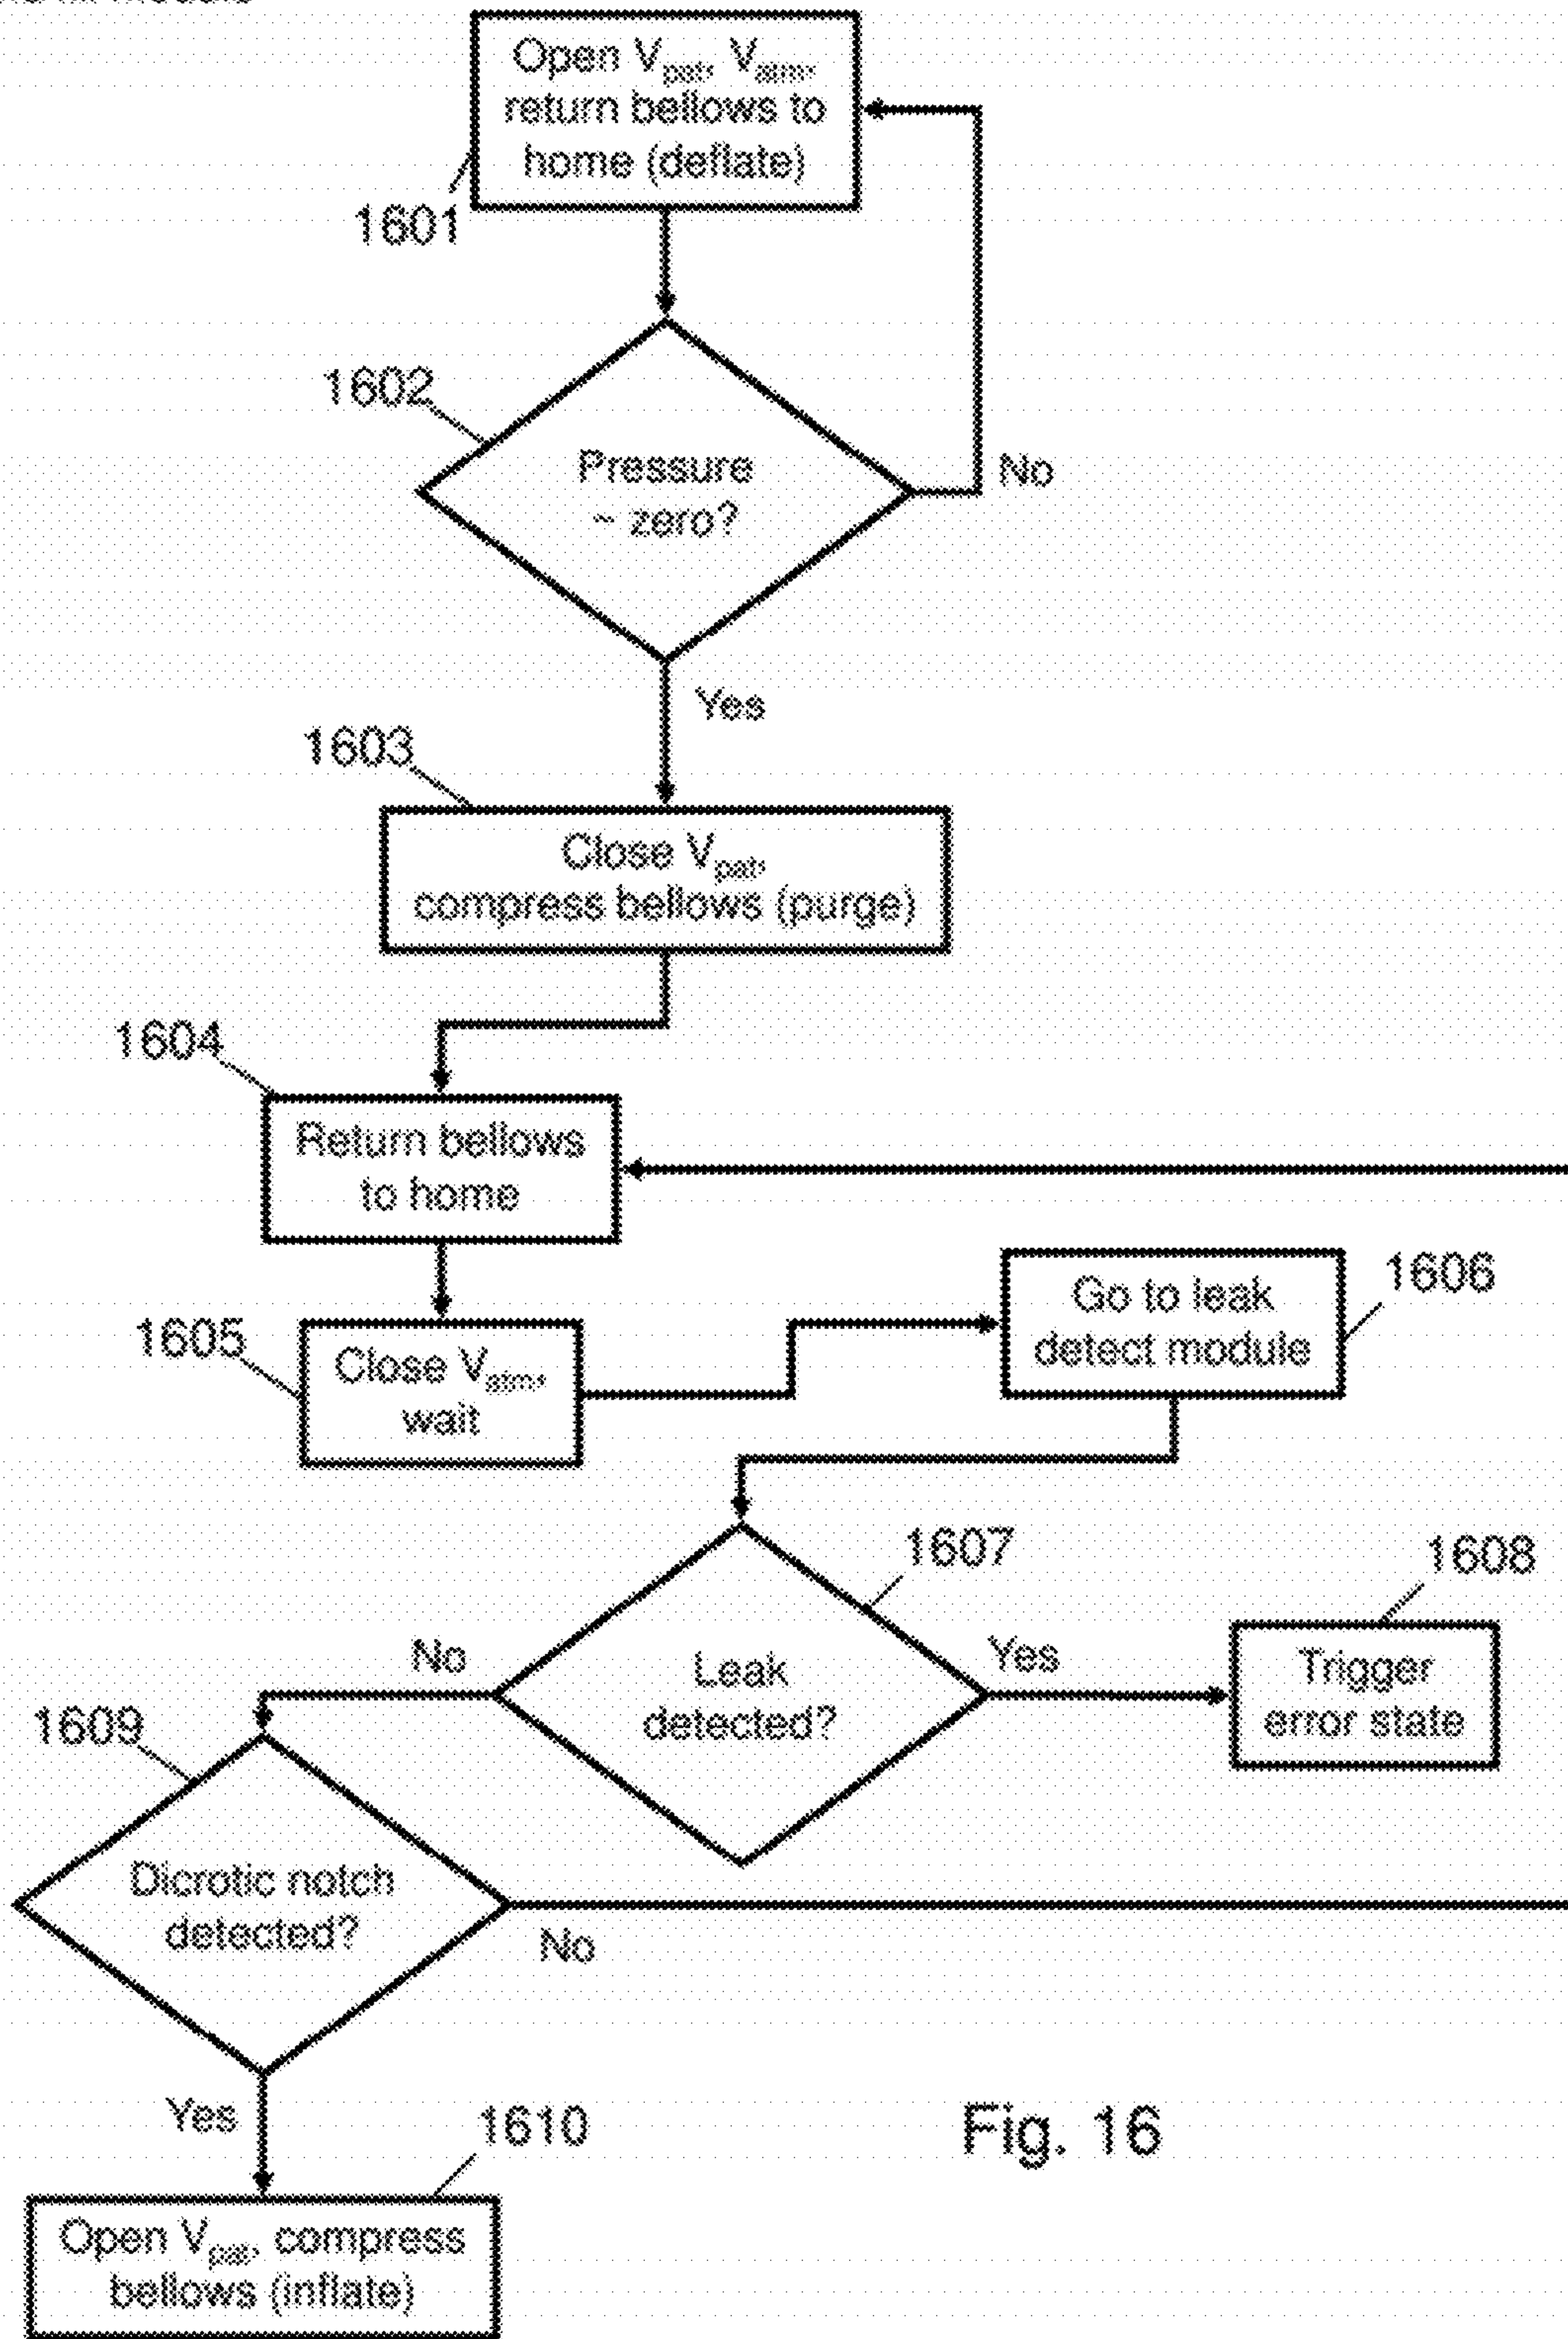 Open V_pat, V_atm,
return bellows to
home (deflate)
1601
1602
Pressure
~ zero?
No
Yes
1603
Close V_pat,
compress bellows (purge)
1604
Return bellows
to home
1605
Close V_atm,
wait
Go to leak
detect module
1606
1607
1608
No
Leak
detected?
Yes
Trigger
error state
1609
Dicrotic notch
detected?
No
Yes
1610
Fig. 16
Open V_pat, compress
bellows (inflate)